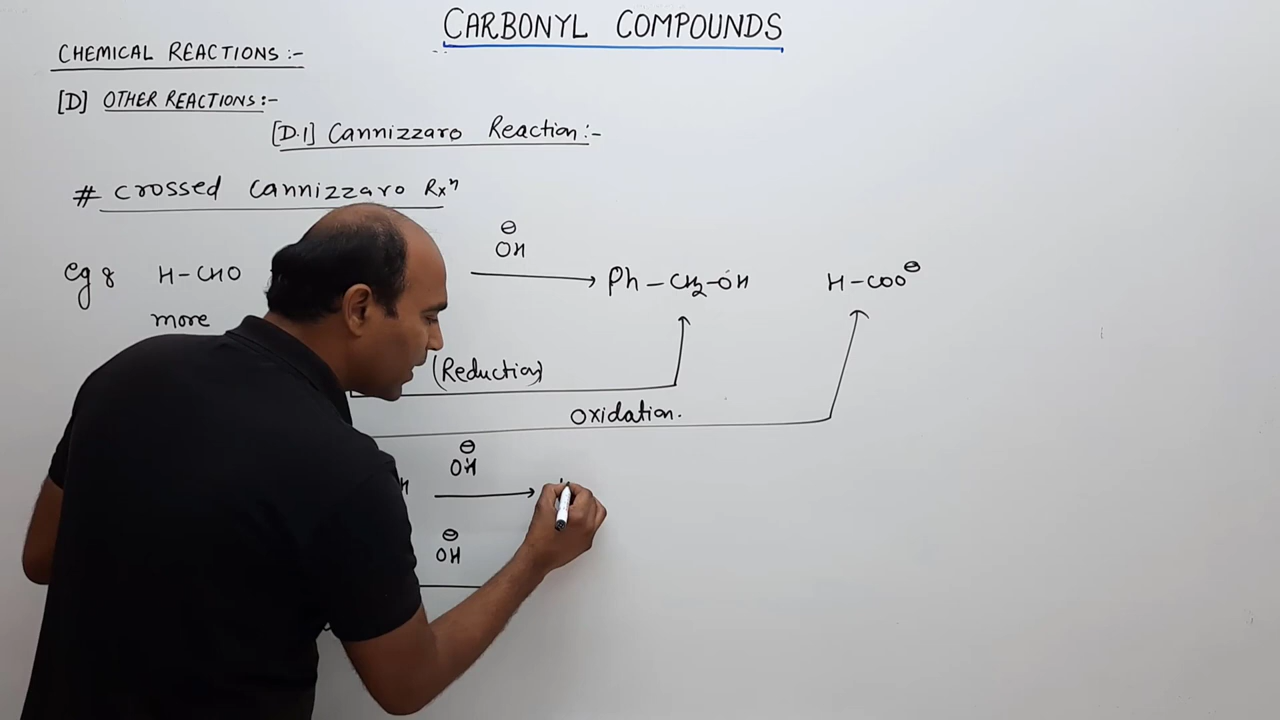 CARBONYL COMPOUNDS
CHEMICAL REACTIONS :-
[D] OTHER REACTIONS :-
[D.1] Cannizzaro Reaction :-
# Crossed Cannizzaro Rxⁿ
⊖
OH
eg 8 H-CHO → Ph-CH₂-OH H-COO⊖
more
(Reduction)
oxidation.
⊖
OH
H →
⊖
OH